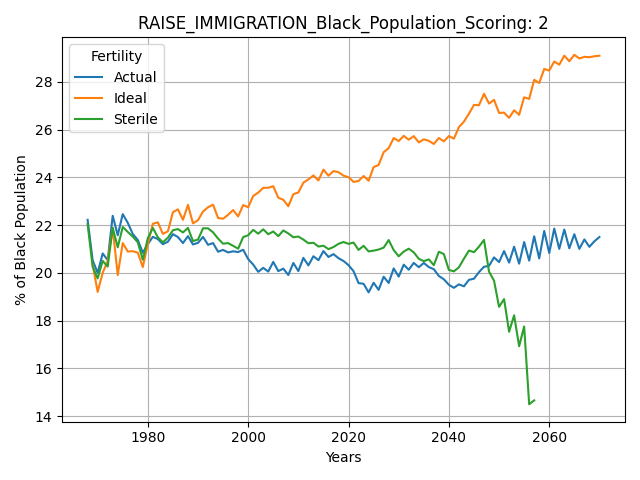 RAISE_IMMIGRATION_Black_Population_Scoring: 2
Fertility
Actual
Ideal
Sterile
% of Black Population
28
26
24
22
20
18
16
14
1980
2000
2020
2040
2060
Years